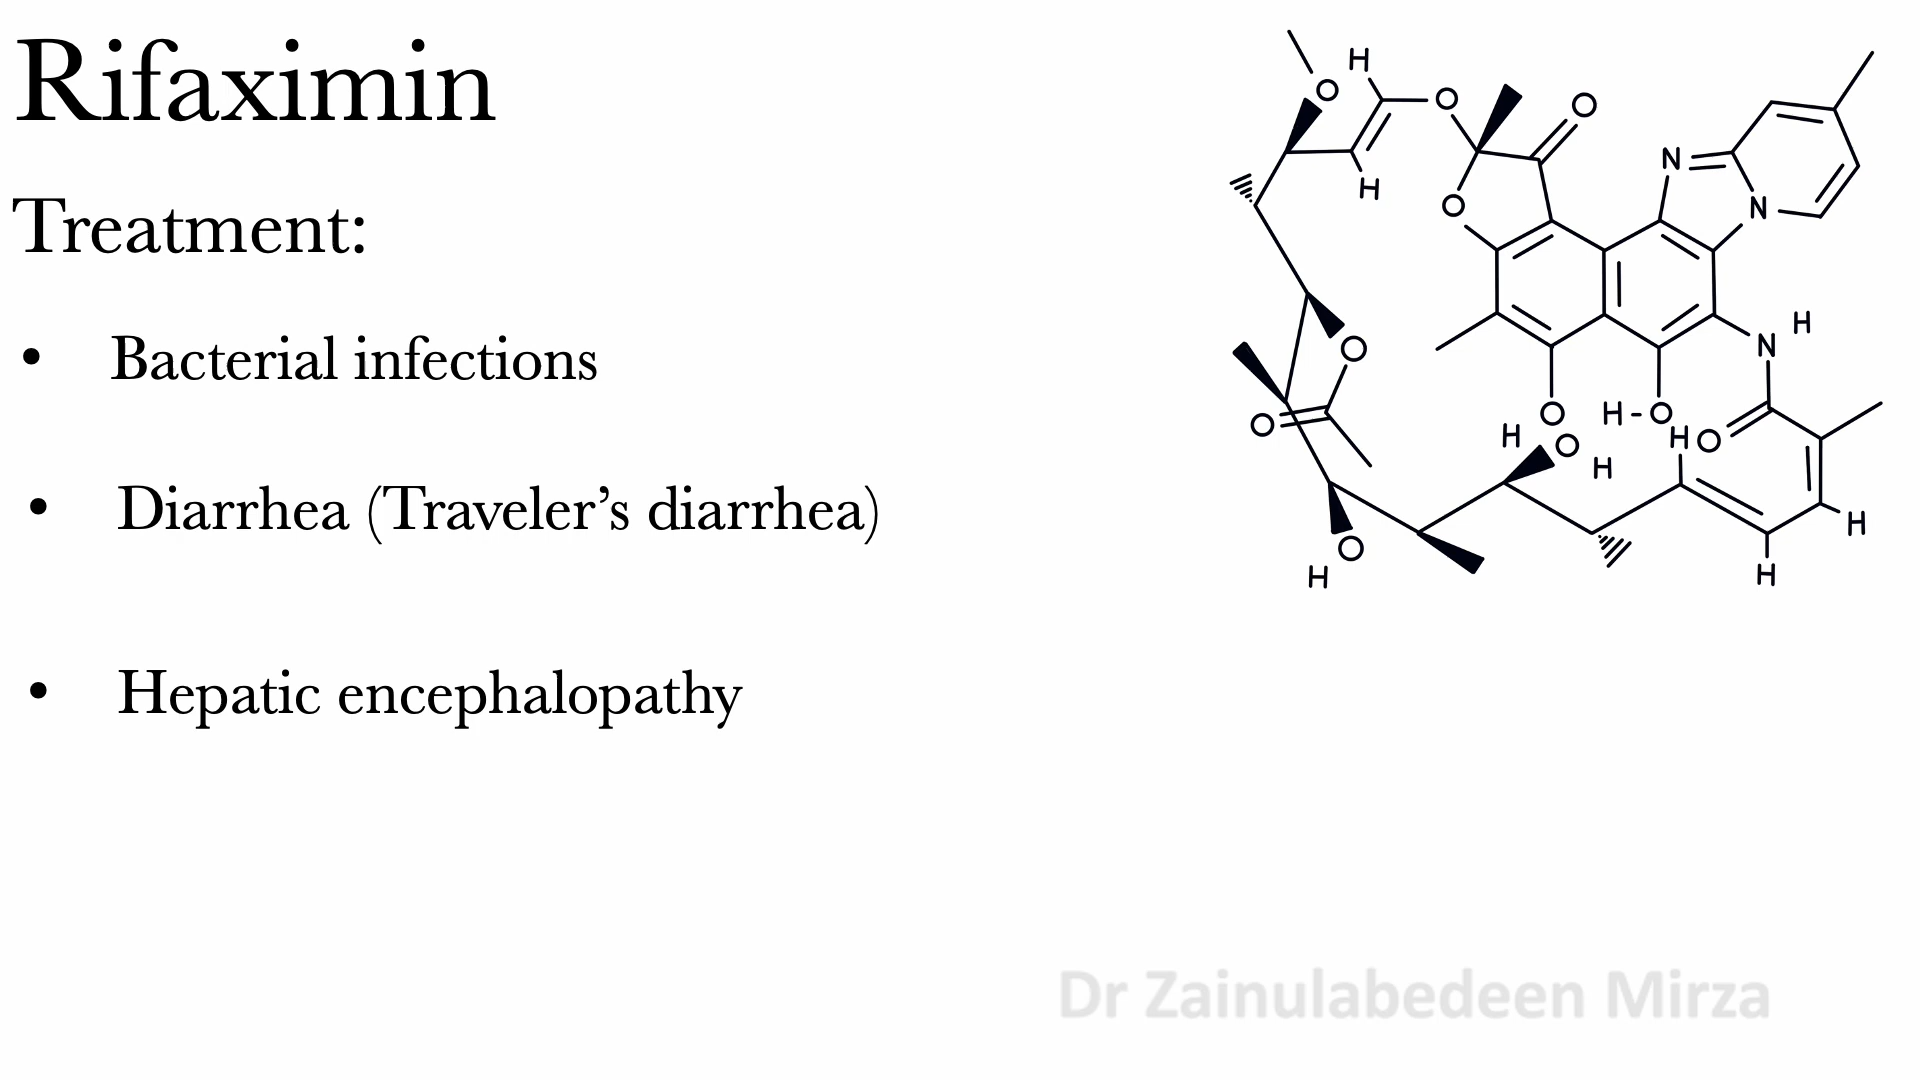 Rifaximin
Treatment:
• Bacterial infections
• Diarrhea (Traveler’s diarrhea)
• Hepatic encephalopathy
O
H
O
O
N
H
O
N
N
H
O
O
O
H-O
H
O
H
O
H
H
O
H
H
H
Dr Zainulabedeen Mirza